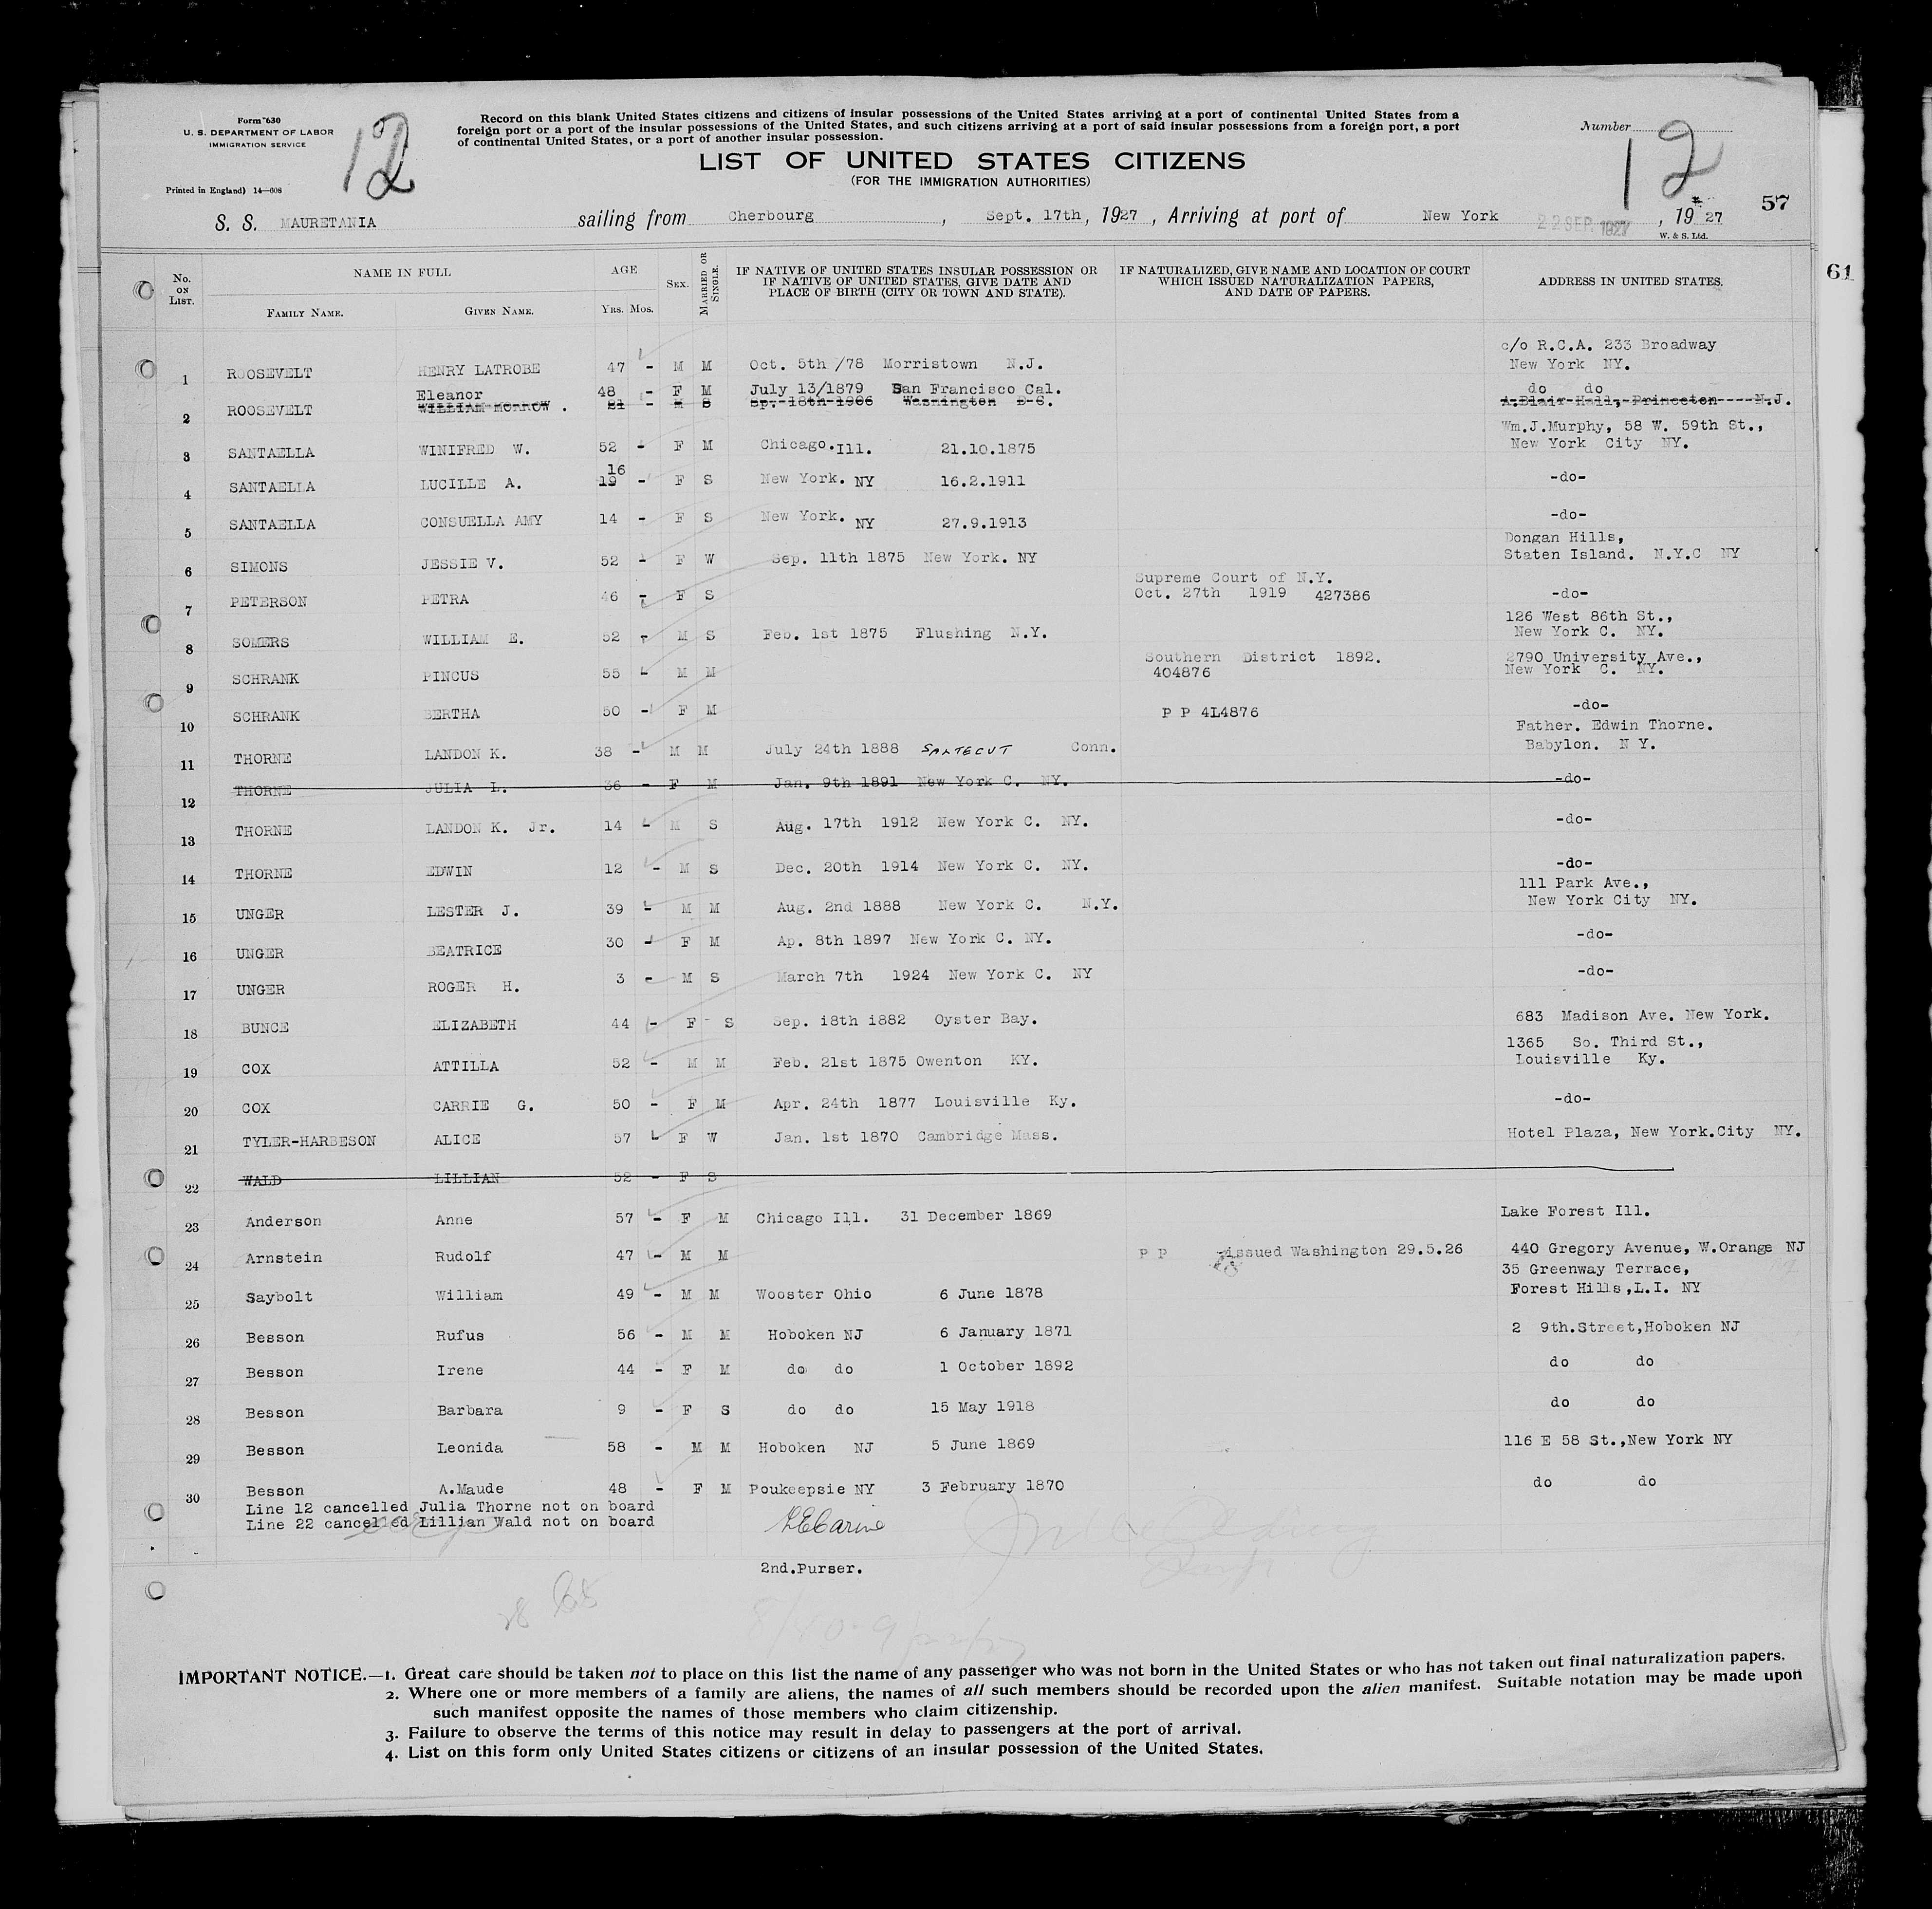 Form 630
U. S. DEPARTMENT OF LABOR
IMMIGRATION SERVICE
12
Printed in England) 14—608
Record on this blank United States citizens and citizens of insular possessions of the United States arriving at a port of continental United States from a
foreign port or a port of the insular possessions of the United States, and such citizens arriving at a port of said insular possessions from a foreign port, a port
of continental United States, or a port of another insular possession.
LIST OF UNITED STATES CITIZENS
(FOR THE IMMIGRATION AUTHORITIES)
Number
12
57
S. S. MAURETANIA sailing from Cherbourg , Sept. 17th, 1927 , Arriving at port of New York 22 SEP 1927 , 19 27
W. & S. Ltd.
61
No. ON LIST. NAME IN FULL AGE SEX. MARRIED OR SINGLE. IF NATIVE OF UNITED STATES INSULAR POSSESSION OR IF NATIVE OF UNITED STATES, GIVE DATE AND PLACE OF BIRTH (CITY OR TOWN AND STATE). IF NATURALIZED, GIVE NAME AND LOCATION OF COURT WHICH ISSUED NATURALIZATION PAPERS, AND DATE OF PAPERS. ADDRESS IN UNITED STATES.
FAMILY NAME. GIVEN NAME. YRS. MOS.
c/o R.C.A. 233 Broadway
1 ROOSEVELT HENRY LATROBE 47 - M M Oct. 5th /78 Morristown N.J. New York NY.
Eleanor 48 - F M July 13/1879 San Francisco Cal. do do
2 ROOSEVELT WILLIAM MORROW . 21 - M S Sp. 18th 1906 Washington D C. A.Blair Hall, Princeton----N.J.
Wm.J.Murphy, 58 W. 59th St.,
3 SANTAELLA WINIFRED W. 52 - F M Chicago.Ill. 21.10.1875 New York City NY.
16
4 SANTAELLA LUCILLE A. 19 - F S New York. NY 16.2.1911 -do-
5 SANTAELLA CONSUELLA AMY 14 - F S New York. NY 27.9.1913 -do-
Dongan Hills,
6 SIMONS JESSIE V. 52 - F W Sep. 11th 1875 New York. NY Staten Island. N.Y.C NY
Supreme Court of N.Y.
7 PETERSON PETRA 46 - F S Oct. 27th 1919 427386 -do-
126 West 86th St.,
8 SOMERS WILLIAM E. 52 - M S Feb. 1st 1875 Flushing N.Y. New York C. NY.
Southern District 1892. 2790 University Ave.,
9 SCHRANK PINCUS 55 - M M 404876 New York C. NY.
10 SCHRANK BERTHA 50 - F M P P 4L4876 -do-
Father. Edwin Thorne.
11 THORNE LANDON K. 38 - M M July 24th 1888 SANTECUT Conn. Babylon. N Y.
12 THORNE JULIA L. 36 - F M Jan. 9th 1891 New York C. NY. -do-
13 THORNE LANDON K. Jr. 14 - M S Aug. 17th 1912 New York C. NY. -do-
14 THORNE EDWIN 12 - M S Dec. 20th 1914 New York C. NY. -do-
111 Park Ave.,
15 UNGER LESTER J. 39 - M M Aug. 2nd 1888 New York C. N.Y. New York City NY.
16 UNGER BEATRICE 30 - F M Ap. 8th 1897 New York C. NY. -do-
17 UNGER ROGER H. 3 - M S March 7th 1924 New York C. NY -do-
18 BUNCE ELIZABETH 44 - F S Sep. i8th i882 Oyster Bay. 683 Madison Ave. New York.
1365 So. Third St.,
19 COX ATTILLA 52 - M M Feb. 21st 1875 Owenton KY. Louisville Ky.
20 COX CARRIE G. 50 - F M Apr. 24th 1877 Louisville Ky. -do-
21 TYLER-HARBESON ALICE 57 - F W Jan. 1st 1870 Cambridge Mass. Hotel Plaza, New York.City NY.
22 WALD LILLIAN 52 - F S
23 Anderson Anne 57 - F M Chicago Ill. 31 December 1869 Lake Forest Ill.
24 Arnstein Rudolf 47 - M M P P issued Washington 29.5.26 440 Gregory Avenue, W.Orange NJ
35 Greenway Terrace,
25 Saybolt William 49 - M M Wooster Ohio 6 June 1878 Forest Hills,L.I. NY
26 Besson Rufus 56 - M M Hoboken NJ 6 January 1871 2 9th.Street,Hoboken NJ
27 Besson Irene 44 - F M do do 1 October 1892 do do
28 Besson Barbara 9 - F S do do 15 May 1918 do do
29 Besson Leonida 58 - M M Hoboken NJ 5 June 1869 116 E 58 St.,New York NY
30 Besson A.Maude 48 - F M Poukeepsie NY 3 February 1870 do do
Line 12 cancelled Julia Thorne not on board
Line 22 cancelled Lillian Wald not on board
2nd.Purser.
28
IMPORTANT NOTICE.—1. Great care should be taken not to place on this list the name of any passenger who was not born in the United States or who has not taken out final naturalization papers.
2. Where one or more members of a family are aliens, the names of all such members should be recorded upon the alien manifest. Suitable notation may be made upon
such manifest opposite the names of those members who claim citizenship.
3. Failure to observe the terms of this notice may result in delay to passengers at the port of arrival.
4. List on this form only United States citizens or citizens of an insular possession of the United States.